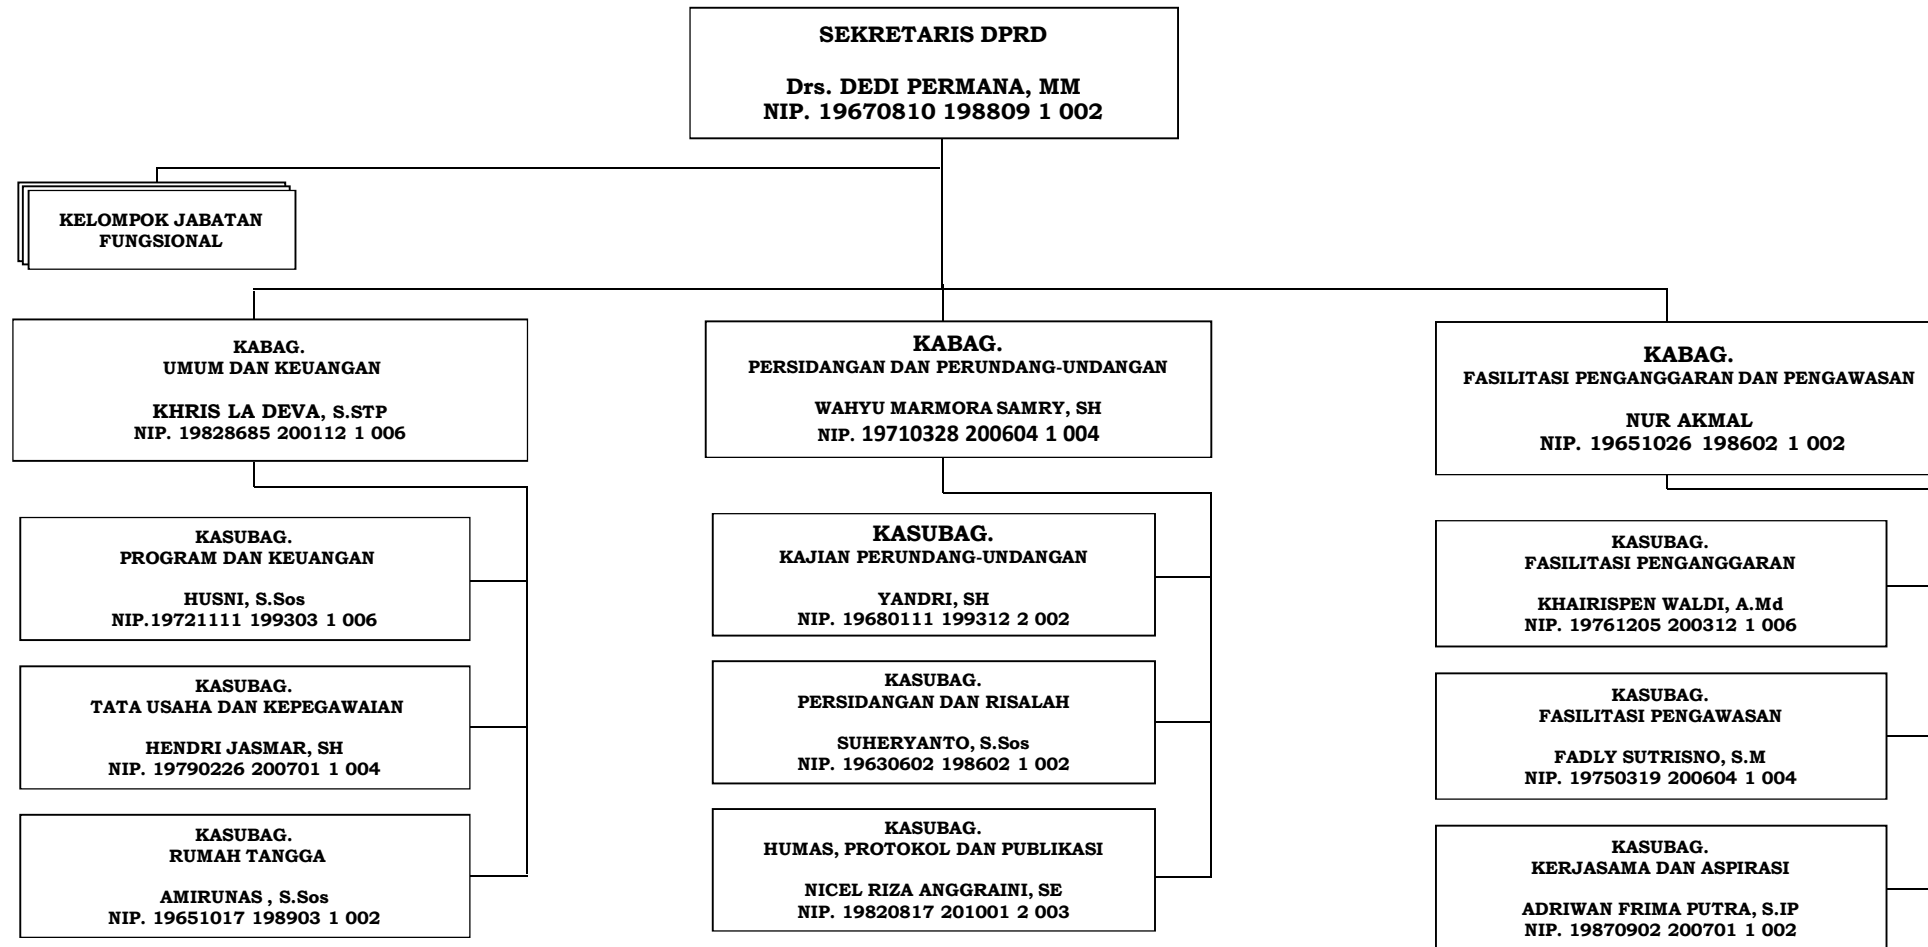 SEKRETARIS DPRD
Drs. DEDI PERMANA, MM
NIP. 19670810 198809 1 002
KELOMPOK JABATAN
FUNGSIONAL
KABAG.
UMUM DAN KEUANGAN
KHRIS LA DEVA, S.STP
NIP. 19828685 200112 1 006
KABAG.
PERSIDANGAN DAN PERUNDANG-UNDANGAN
WAHYU MARMORA SAMRY, SH
NIP. 19710328 200604 1 004
KABAG.
FASILITASI PENGANGGARAN DAN PENGAWASAN
NUR AKMAL
NIP. 19651026 198602 1 002
KASUBAG.
PROGRAM DAN KEUANGAN
HUSNI, S.Sos
NIP.19721111 199303 1 006
KASUBAG.
TATA USAHA DAN KEPEGAWAIAN
HENDRI JASMAR, SH
NIP. 19790226 200701 1 004
KASUBAG.
RUMAH TANGGA
AMIRUNAS , S.Sos
NIP. 19651017 198903 1 002
KASUBAG.
KAJIAN PERUNDANG-UNDANGAN
YANDRI, SH
NIP. 19680111 199312 2 002
KASUBAG.
PERSIDANGAN DAN RISALAH
SUHERYANTO, S.Sos
NIP. 19630602 198602 1 002
KASUBAG.
HUMAS, PROTOKOL DAN PUBLIKASI
NICEL RIZA ANGGRAINI, SE
NIP. 19820817 201001 2 003
KASUBAG.
FASILITASI PENGANGGARAN
KHAIRISPEN WALDI, A.Md
NIP. 19761205 200312 1 006
KASUBAG.
FASILITASI PENGAWASAN
FADLY SUTRISNO, S.M
NIP. 19750319 200604 1 004
KASUBAG.
KERJASAMA DAN ASPIRASI
ADRIWAN FRIMA PUTRA, S.IP
NIP. 19870902 200701 1 002